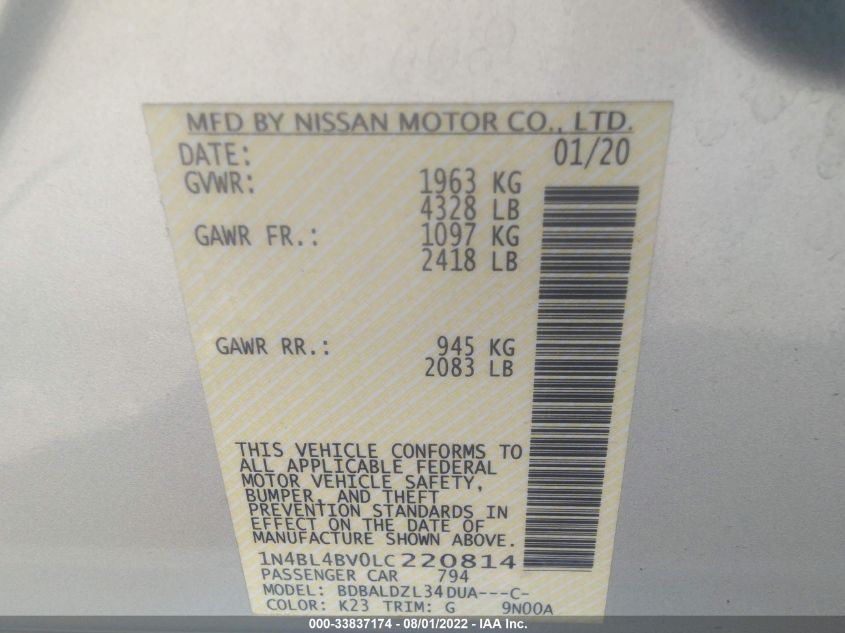 MFD BY NISSAN MOTOR CO., LTD.
DATE: 01/20
GVWR: 1963 KG
4328 LB
GAWR FR.: 1097 KG
2418 LB
GAWR RR.: 945 KG
2083 LB
THIS VEHICLE CONFORMS TO
ALL APPLICABLE FEDERAL
MOTOR VEHICLE SAFETY,
BUMPER, AND THEFT
PREVENTION STANDARDS IN
EFFECT ON THE DATE OF
MANUFACTURE SHOWN ABOVE.
1N4BL4BV0LC220814
PASSENGER CAR 794
MODEL: BDBALDZL34DUA---C-
COLOR: K23 TRIM: G 9N00A
000-33837174 - 08/01/2022 - IAA Inc.